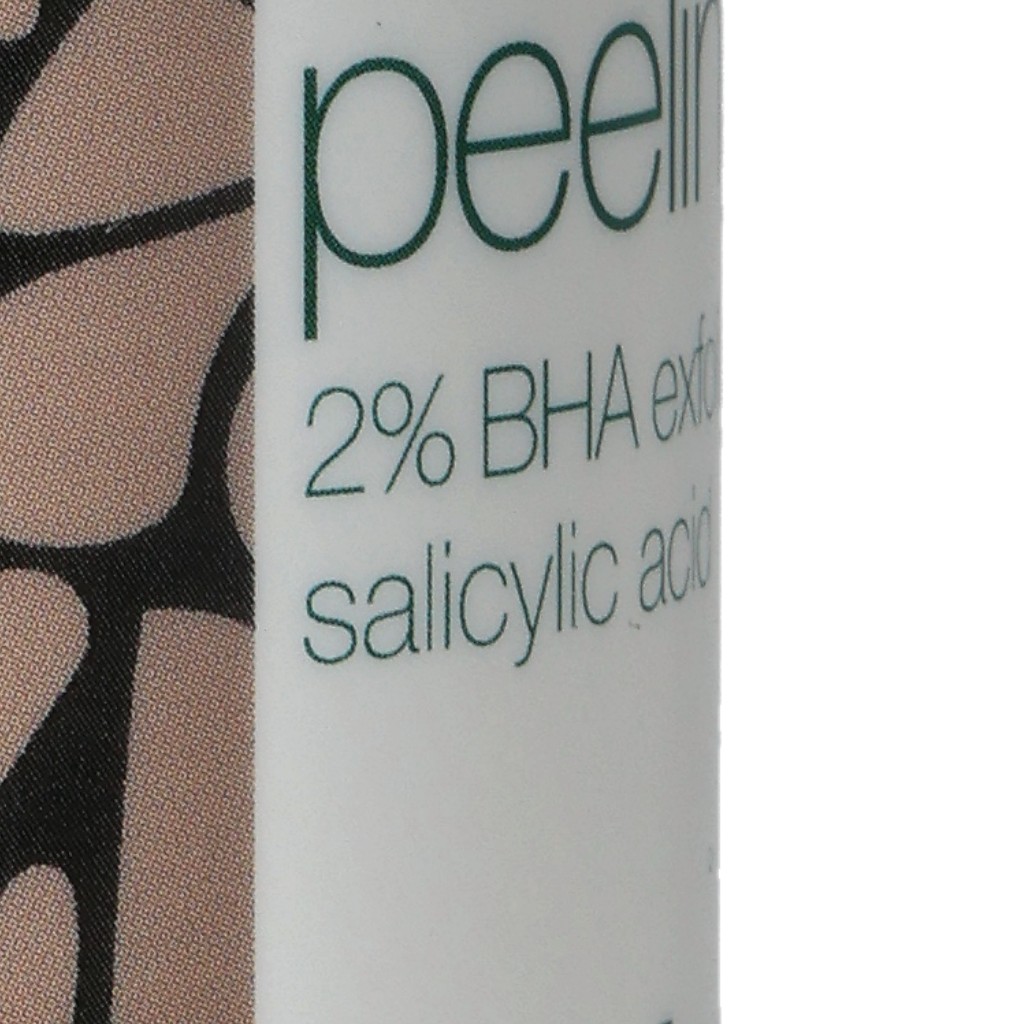 peelin
2% BHA exfo
salicylic acid